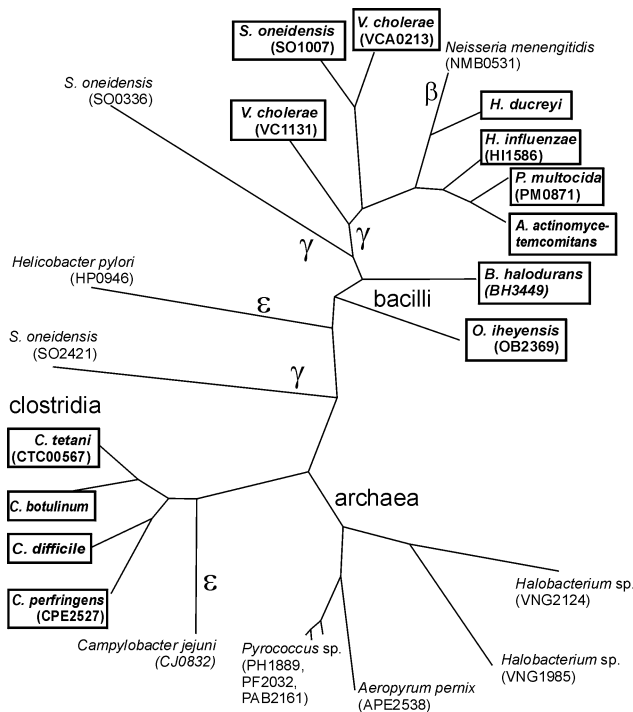 S. oneidensis
(SO1007)
V. cholerae
(VCA0213)
Neisseria menengitidis
(NMB0531)
S. oneidensis
(SO0336)
β
H. ducreyi
V. cholerae
(VC1131)
H. influenzae
(HI1586)
P. multocida
(PM0871)
A. actinomyce-
temcomitans
γ
γ
Helicobacter pylori
(HP0946)
B. halodurans
(BH3449)
ε
bacilli
O. iheyensis
(OB2369)
S. oneidensis
(SO2421)
γ
clostridia
C. tetani
(CTC00567)
archaea
C. botulinum
C. difficile
ε
Halobacterium sp.
(VNG2124)
C. perfringens
(CPE2527)
Campylobacter jejuni
(CJ0832)
Pyrococcus sp.
(PH1889,
PF2032,
PAB2161)
Halobacterium sp.
(VNG1985)
Aeropyrum pernix
(APE2538)